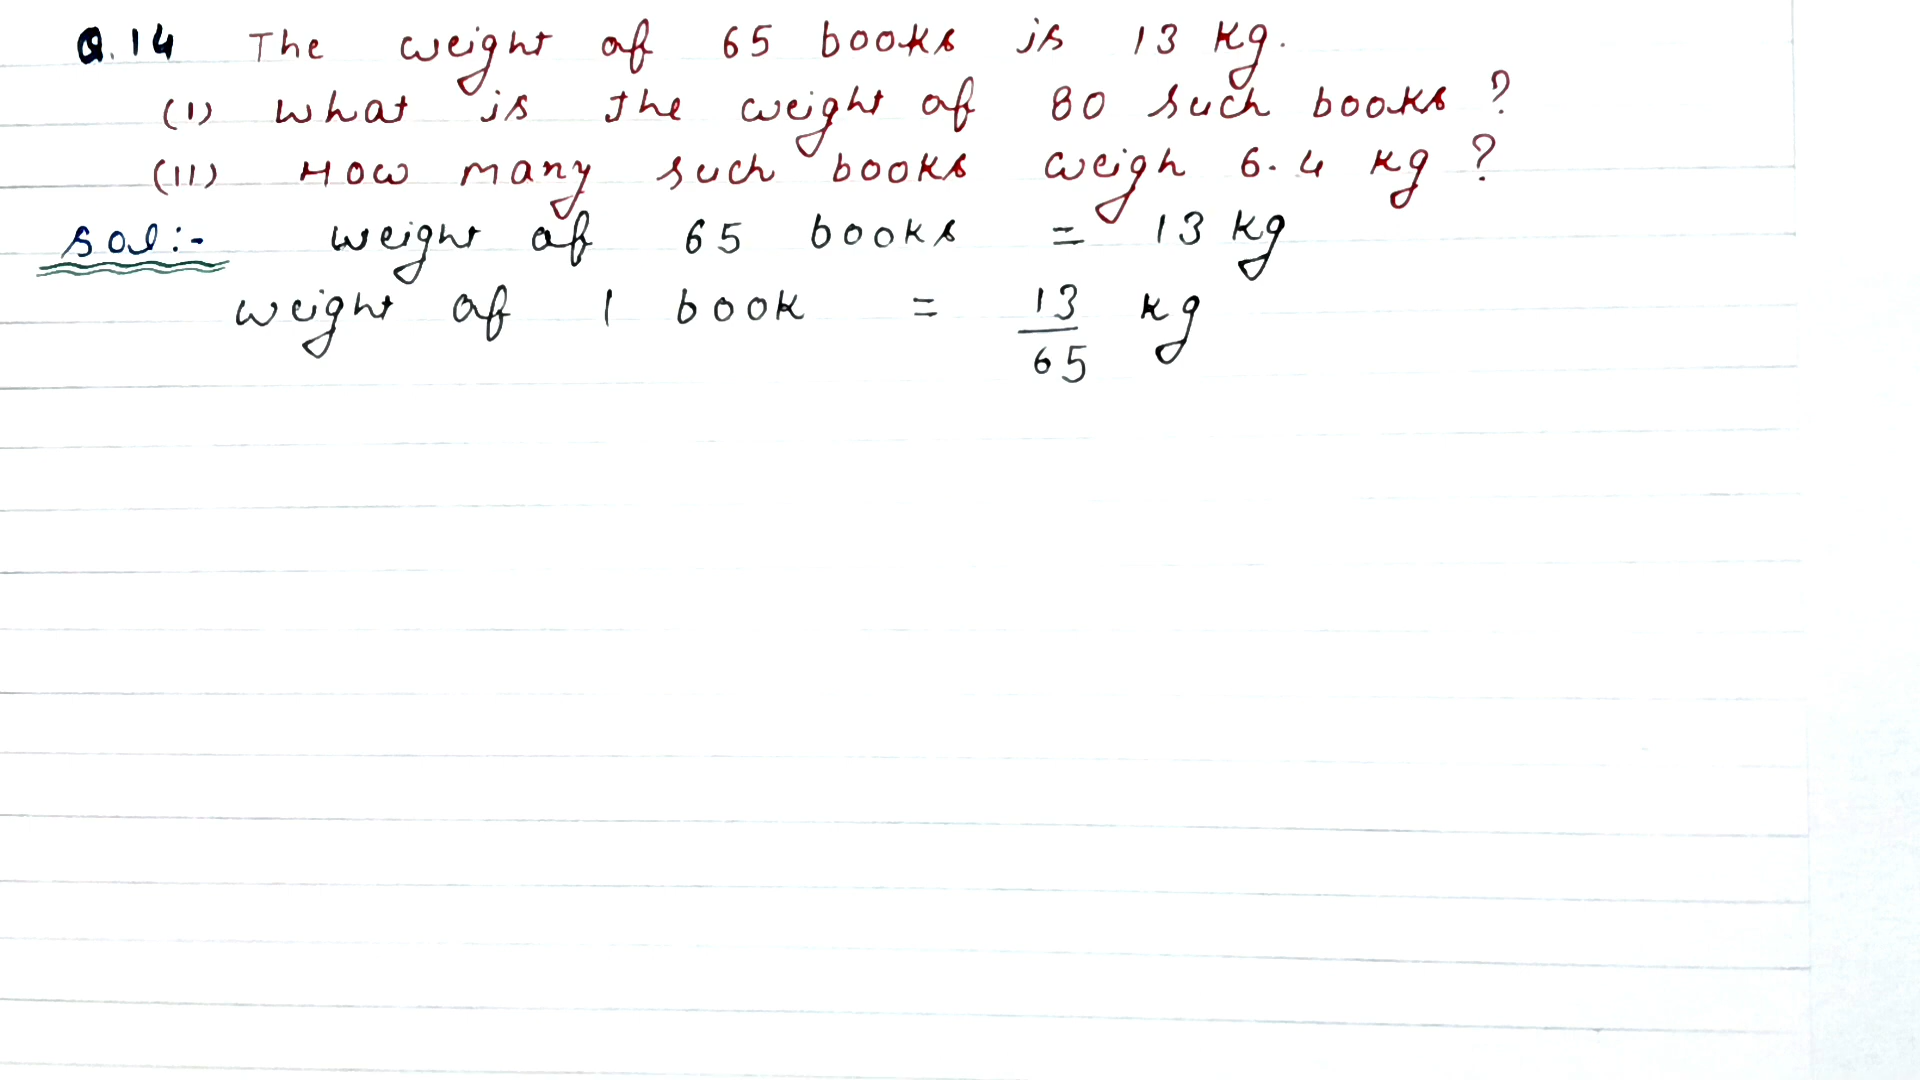 Q.14 The weight of 65 books is 13 kg.
(I) What is the weight of 80 such books ?
(II) How many such books weigh 6.4 kg ?
Sol:- weight of 65 books = 13 kg
weight of 1 book = 13/65 kg